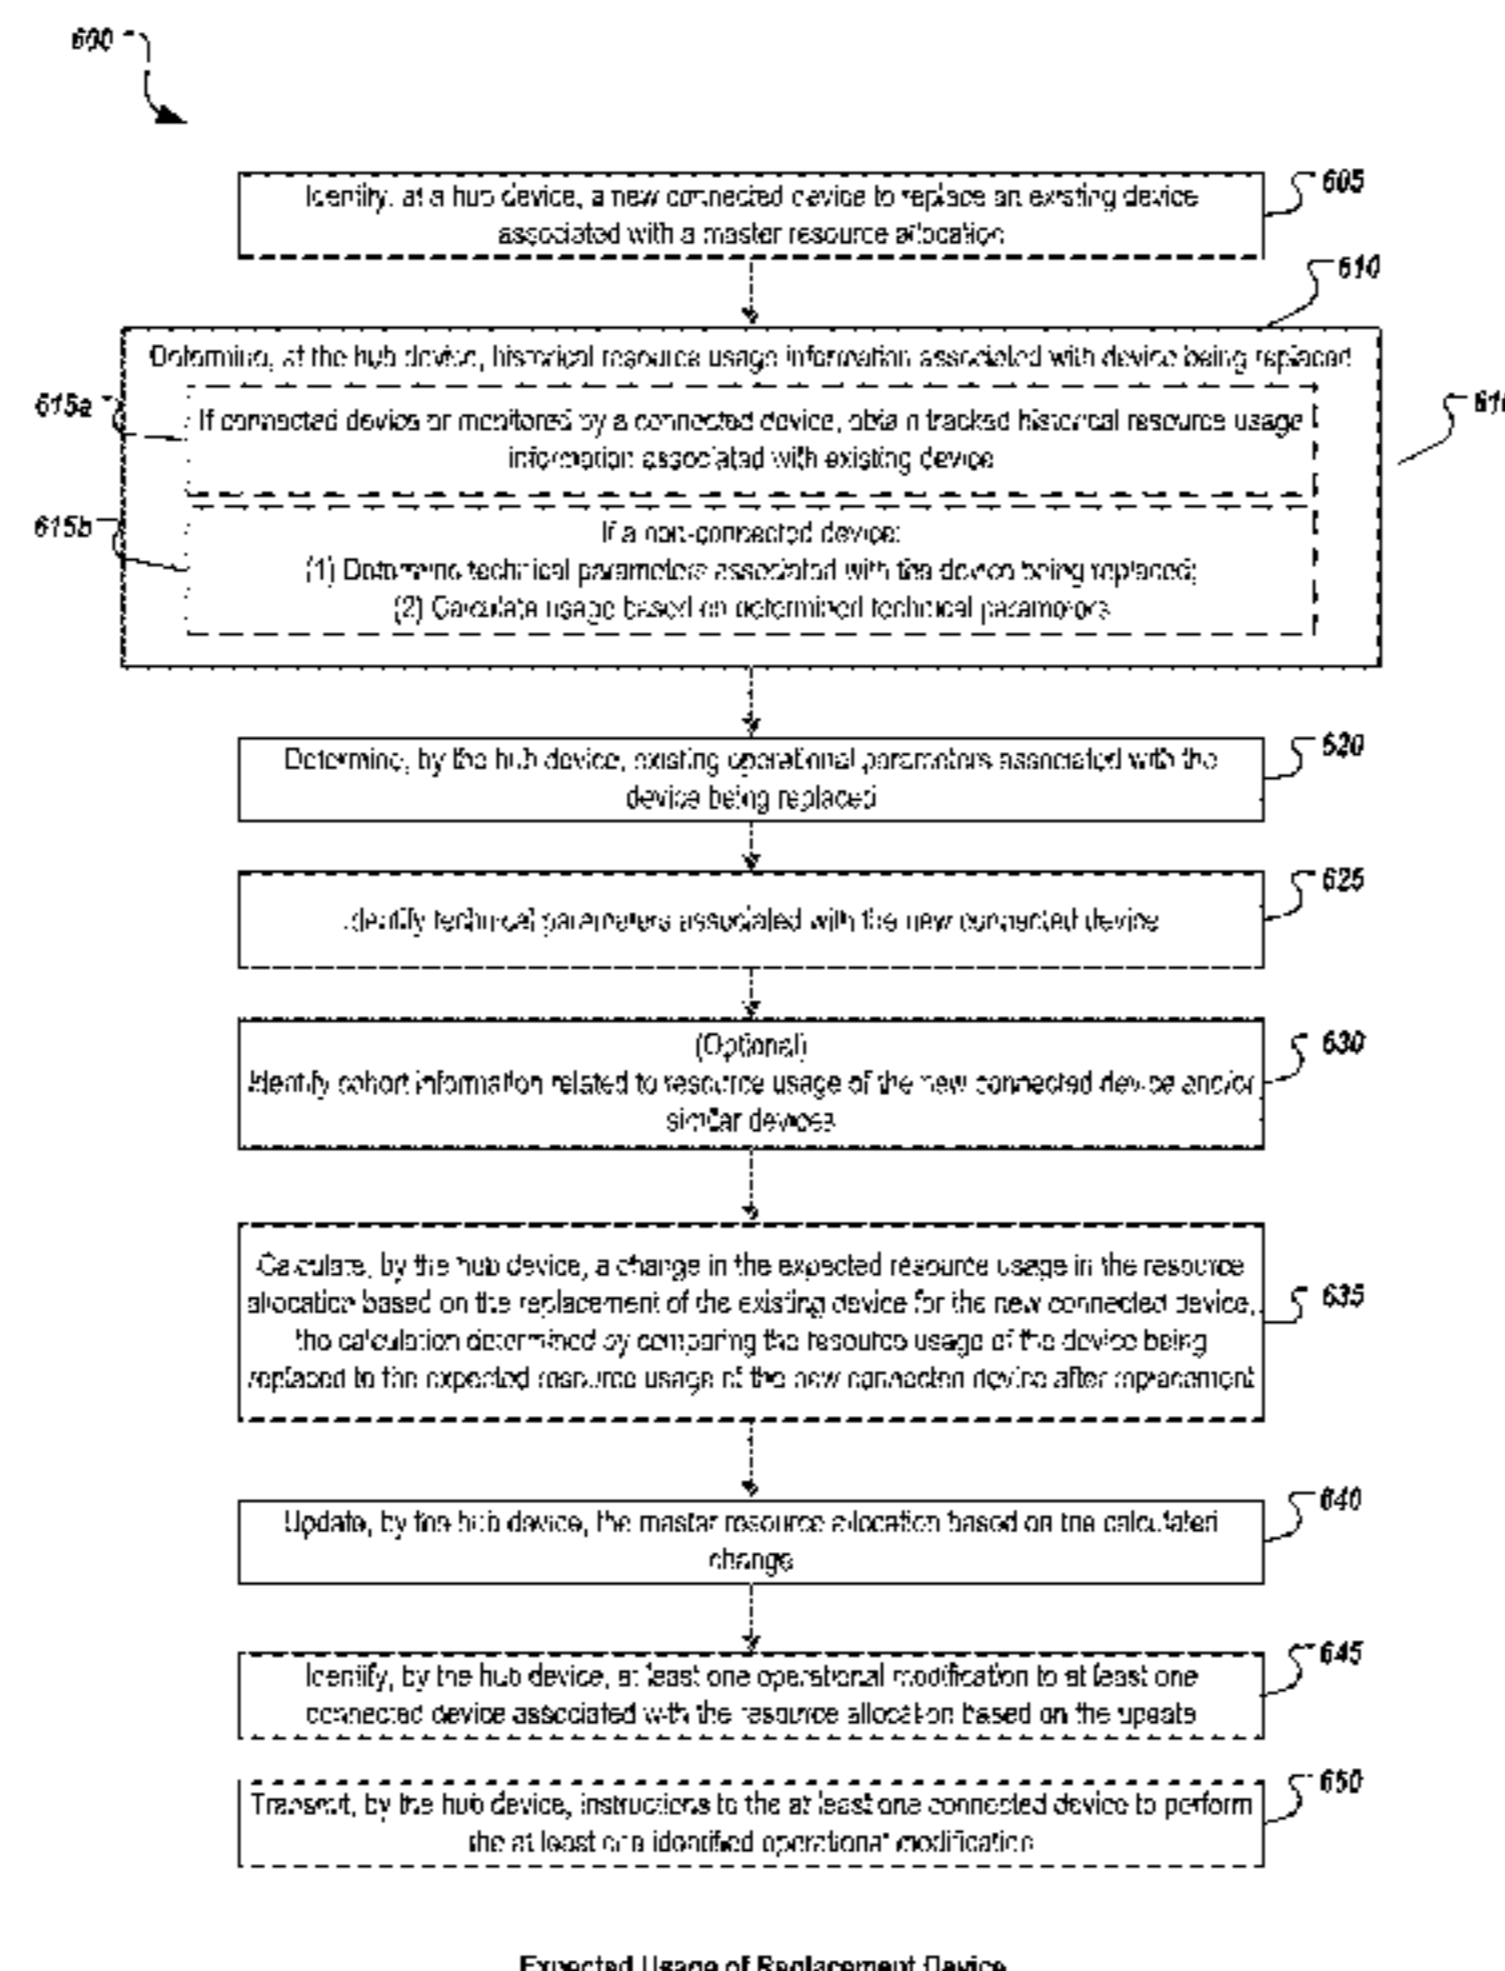 600
605
Identify, at a hub device, a new connected device to replace an existing device
associated with a master resource allocation
610
Determine, at the hub device, historical resource usage information associated with device being replaced
615a
If connected device or monitored by a connected device, obtain tracked historical resource usage
information associated with existing device
615b
If a non-connected device:
(1) Determine technical parameters associated with the device being replaced;
(2) Calculate usage based on determined technical parameters
620
Determine, by the hub device, existing operational parameters associated with the
device being replaced
625
Identify technical parameters associated with the new connected device
630
(Optional)
Identify cohort information related to resource usage of the new connected device and/or
similar devices
635
Calculate, by the hub device, a change in the expected resource usage in the resource
allocation based on the replacement of the existing device for the new connected device,
the calculation determined by comparing the resource usage of the device being
replaced to the expected resource usage of the new connected device after replacement
640
Update, by the hub device, the master resource allocation based on the calculated
change
645
Identify, by the hub device, at least one operational modification to at least one
connected device associated with the resource allocation based on the update
650
Transmit, by the hub device, instructions to the at least one connected device to perform
the at least one identified operational modification
Expected Usage of Replacement Device